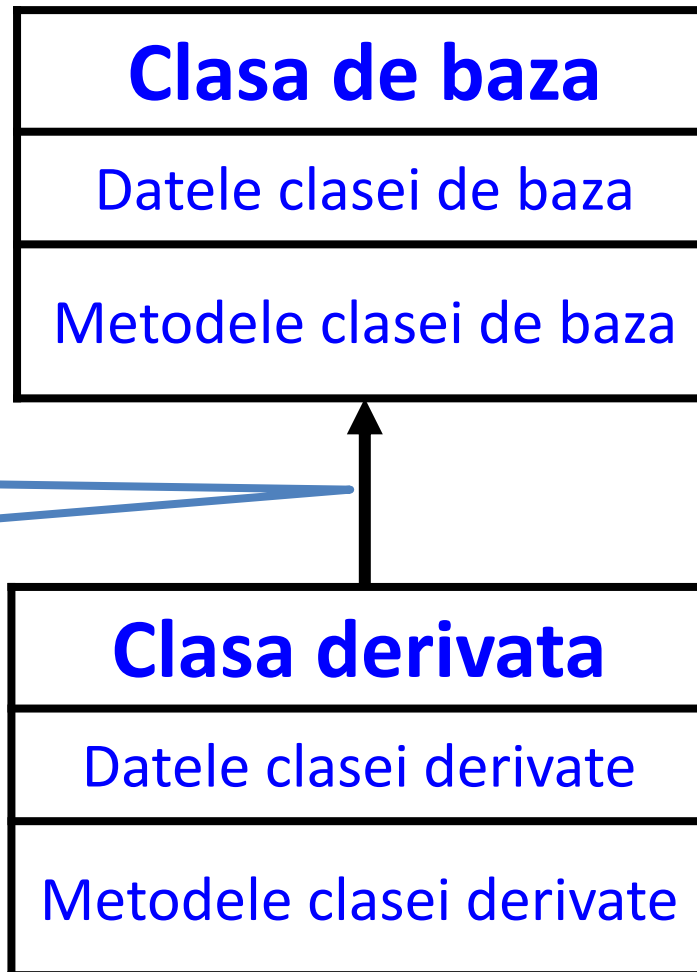 Clasa de baza
Datele clasei de baza
Metodele clasei de baza
Clasa derivata
Datele clasei derivate
Metodele clasei derivate